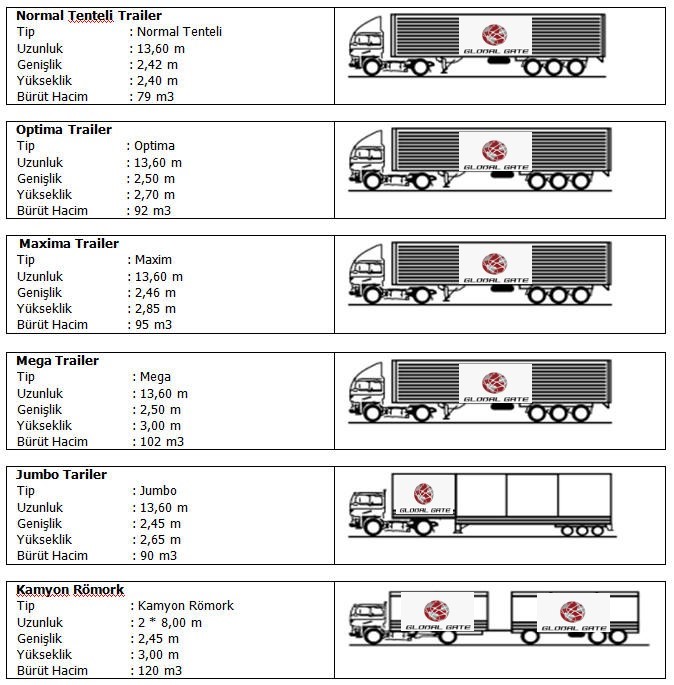 Normal Tenteli Trailer
Tip : Normal Tenteli
Uzunluk : 13,60 m
Genişlik : 2,42 m
Yükseklik : 2,40 m
Bürüt Hacim : 79 m3
GLOBAL GATE
Optima Trailer
Tip : Optima
Uzunluk : 13,60 m
Genişlik : 2,50 m
Yükseklik : 2,70 m
Bürüt Hacim : 92 m3
GLOBAL GATE
Maxima Trailer
Tip : Maxim
Uzunluk : 13,60 m
Genişlik : 2,46 m
Yükseklik : 2,85 m
Bürüt Hacim : 95 m3
GLOBAL GATE
Mega Trailer
Tip : Mega
Uzunluk : 13,60 m
Genişlik : 2,50 m
Yükseklik : 3,00 m
Bürüt Hacim : 102 m3
GLOBAL GATE
Jumbo Tariler
Tip : Jumbo
Uzunluk : 13,60 m
Genişlik : 2,45 m
Yükseklik : 2,65 m
Bürüt Hacim : 90 m3
GLOBAL GATE
Kamyon Römork
Tip : Kamyon Römork
Uzunluk : 2 * 8,00 m
Genişlik : 2,45 m
Yükseklik : 3,00 m
Bürüt Hacim : 120 m3
GLOBAL GATE
GLOBAL GATE